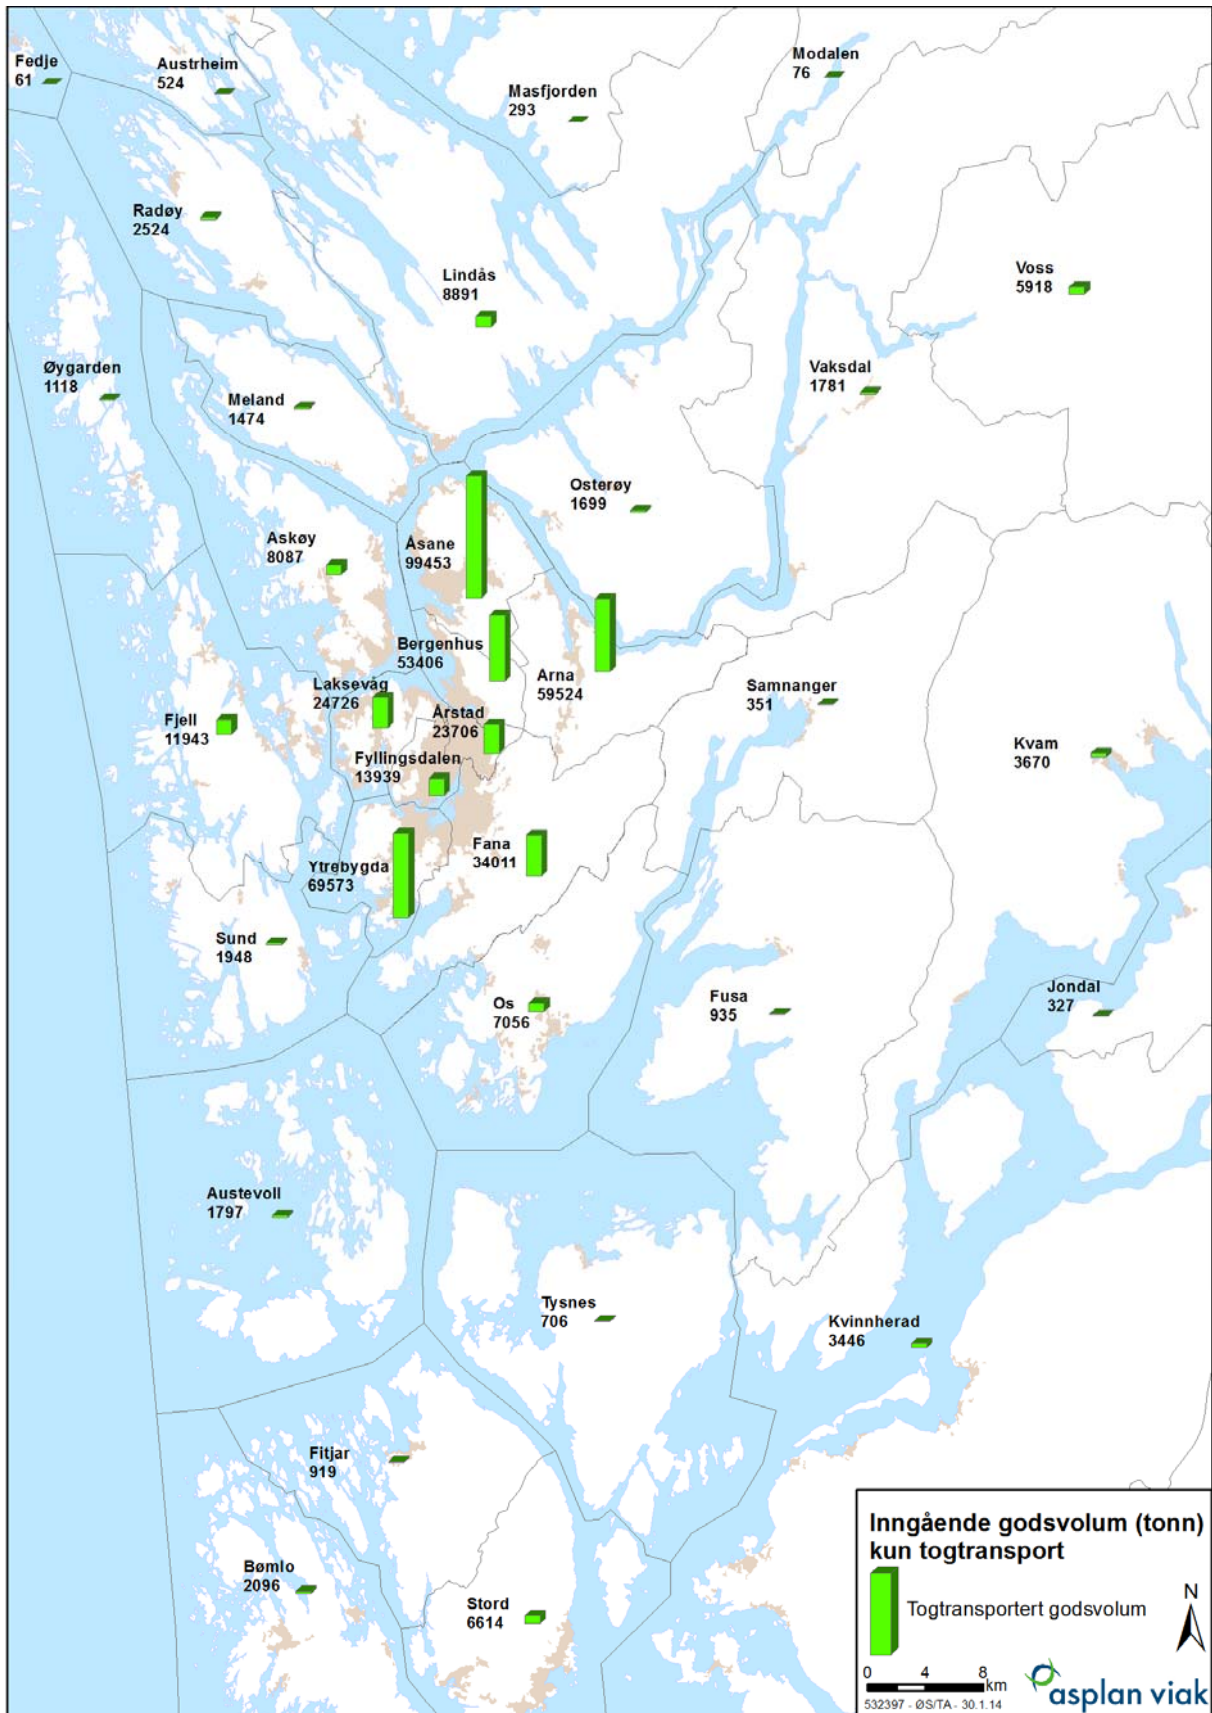 Fedje
61
Austrheim
524
Masfjorden
293
Modalen
76
Radøy
2524
Lindås
8891
Voss
5918
Øygarden
1118
Meland
1474
Vaksdal
1781
Osterøy
1699
Askøy
8087
Åsane
99453
Bergenhus
53406
Arna
59524
Laksevåg
24726
Årstad
23706
Samnanger
351
Fjell
11943
Fyllingsdalen
13939
Kvam
3670
Fana
34011
Ytrebygda
69573
Sund
1948
Os
7056
Fusa
935
Jondal
327
Austevoll
1797
Tysnes
706
Kvinnherad
3446
Fitjar
919
Bømlo
2096
Stord
6614
Inngående godsvolum (tonn)
kun togtransport
Togtransportert godsvolum
N
0 4 8
km
532397 - ØS/TA - 30.1.14
asplan viak